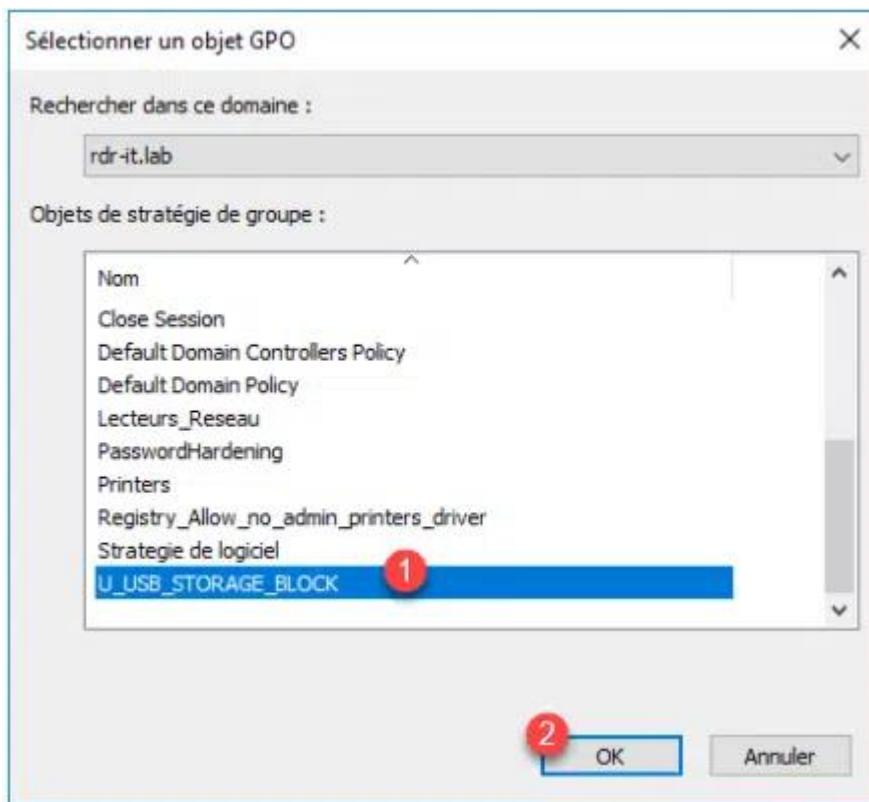 Sélectionner un objet GPO
Rechercher dans ce domaine :
rdr-it.lab
Objets de stratégie de groupe :
Nom
Close Session
Default Domain Controllers Policy
Default Domain Policy
Lecteurs_Reseau
PasswordHardening
Printers
Registry_Allow_no_admin_printers_driver
Strategie de logiciel
U_USB_STORAGE_BLOCK 1
2 OK Annuler